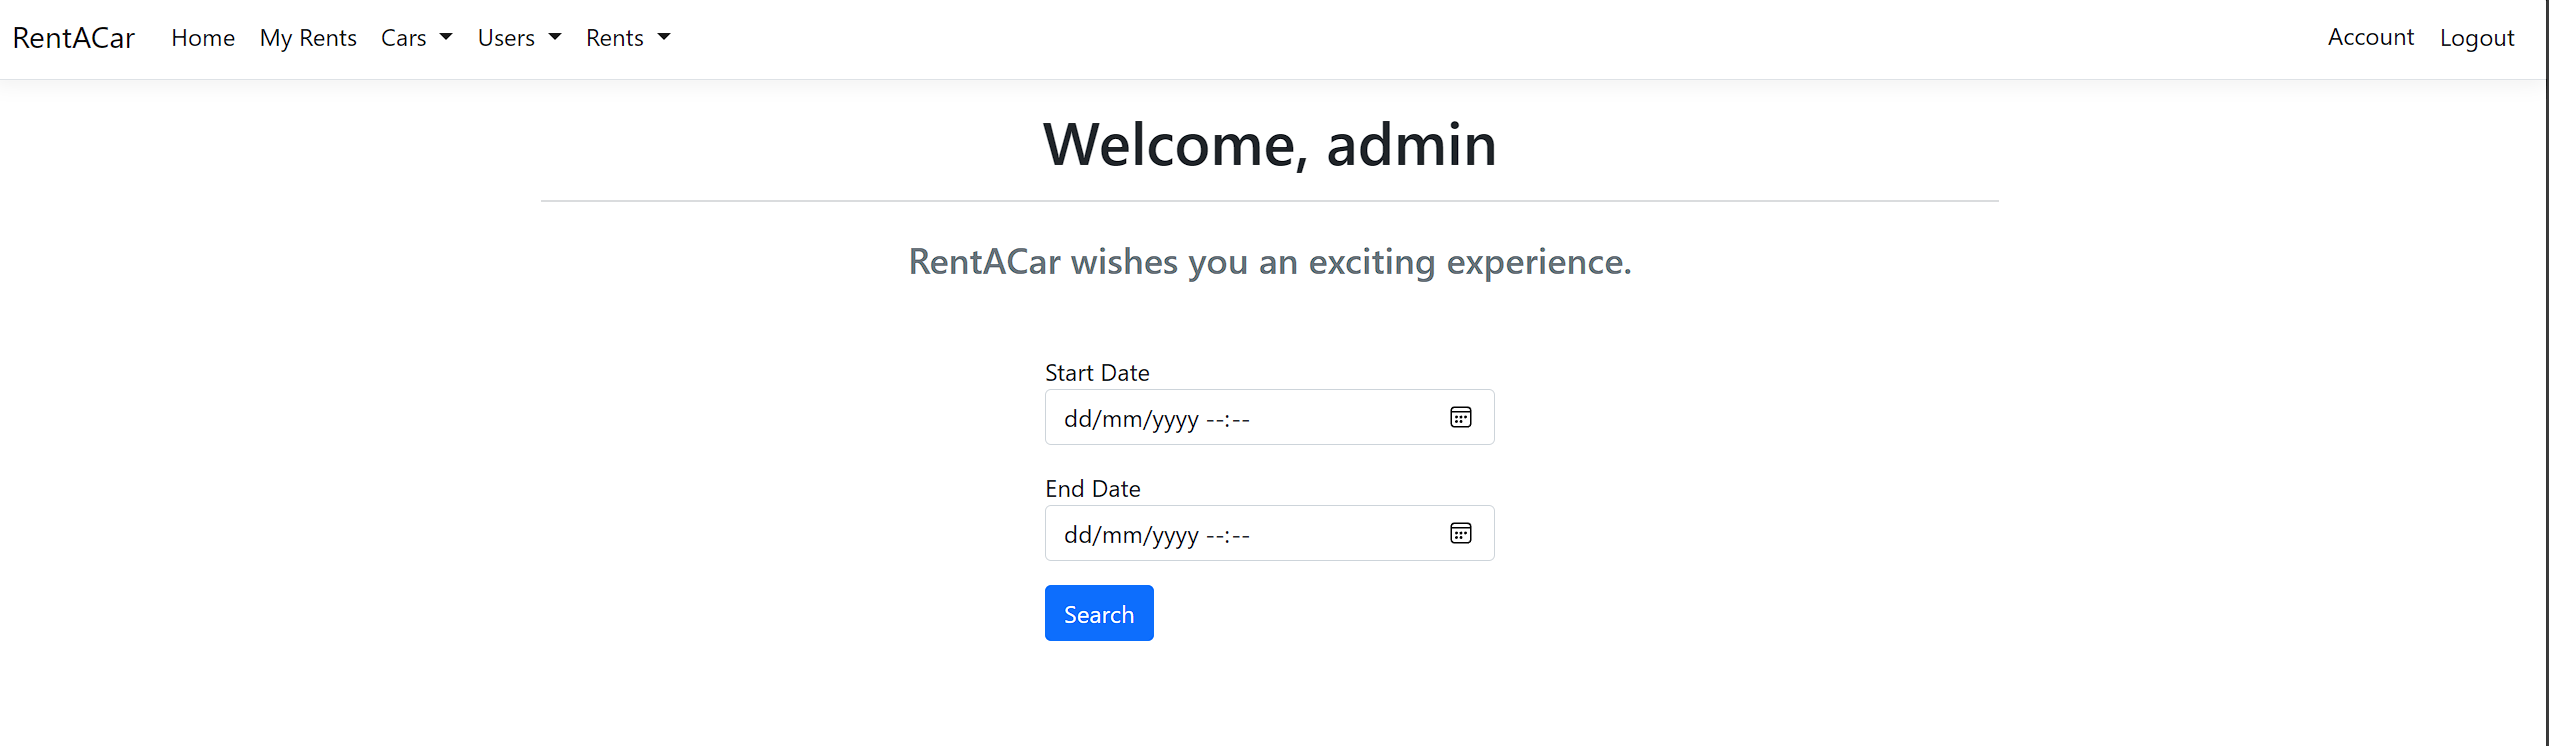 RentACar Home My Rents Cars Users Rents Account Logout
Welcome, admin
RentACar wishes you an exciting experience.
Start Date
dd/mm/yyyy --:--
End Date
dd/mm/yyyy --:--
Search